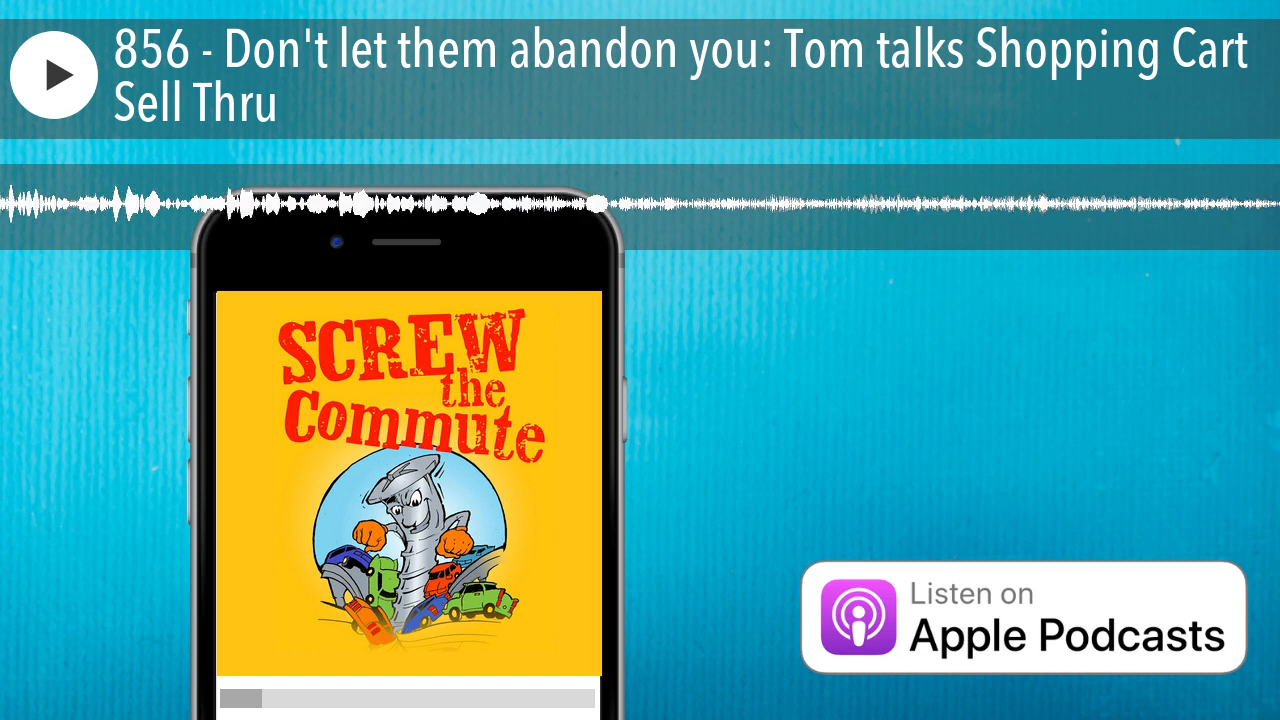 856 - Don't let them abandon you: Tom talks Shopping Cart
Sell Thru
SCREW
the
Commute
Listen on
Apple Podcasts